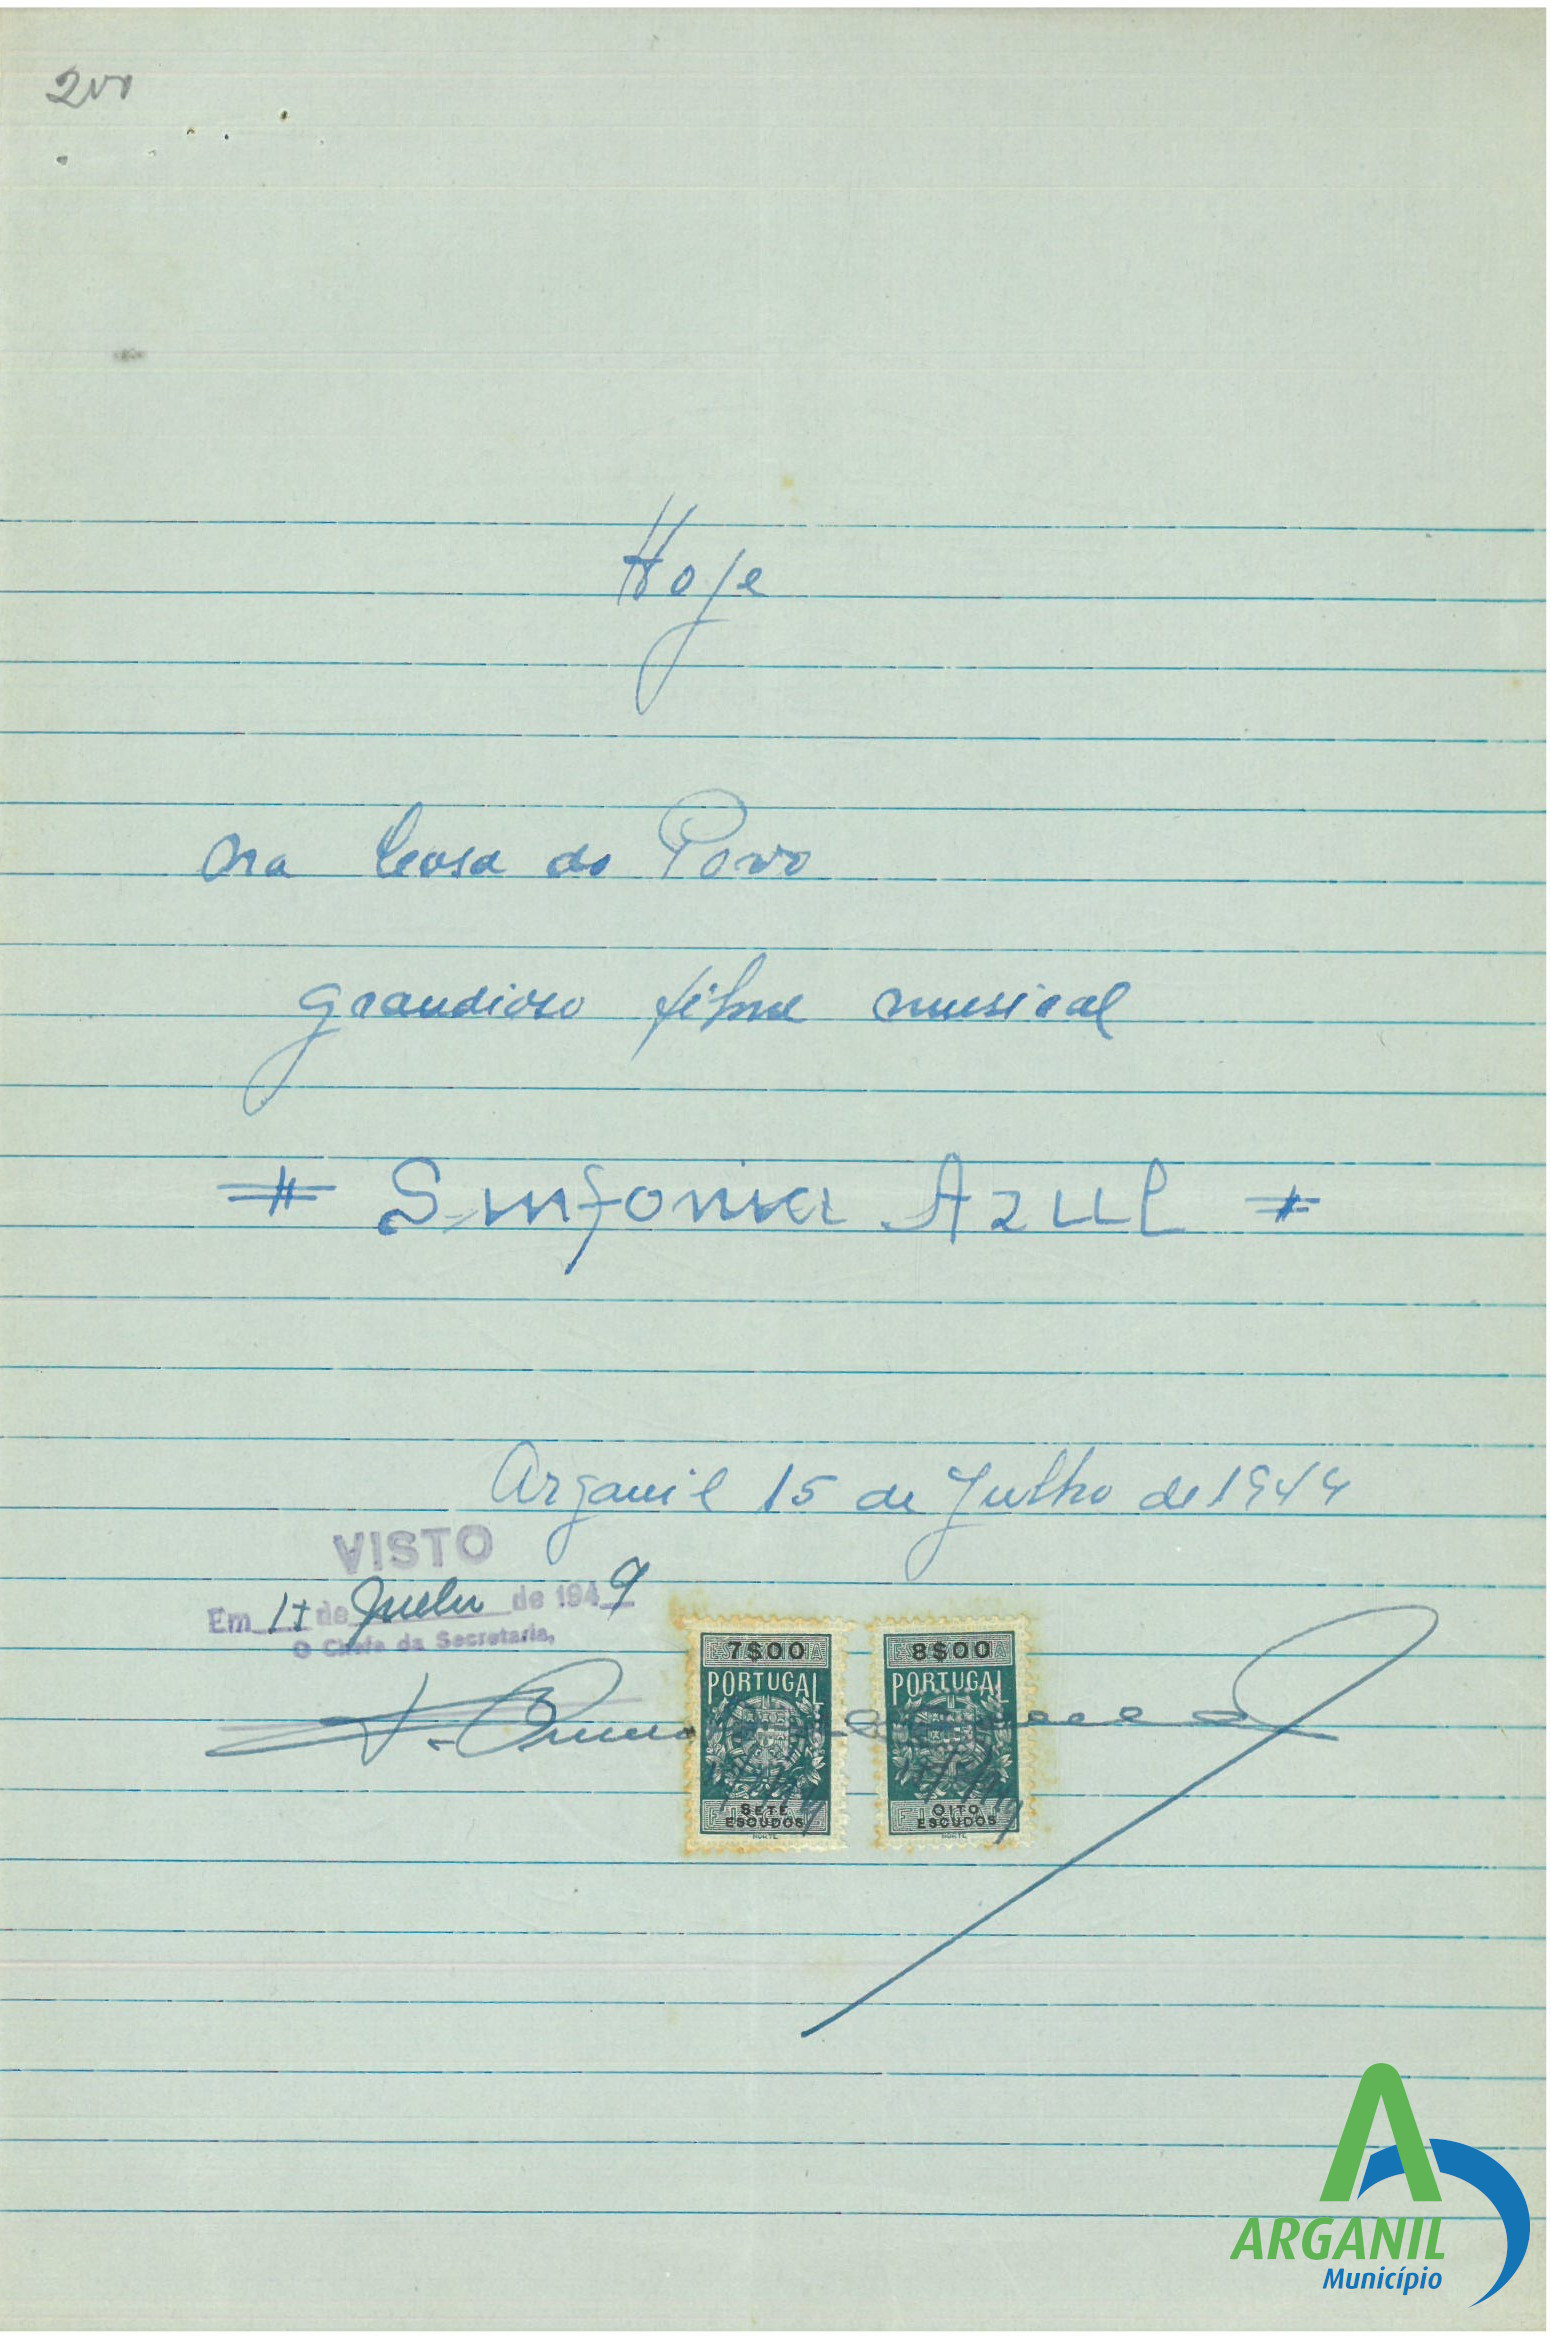 Hoje
na Casa do Povo
grandioso filme musical
Sinfonia Azul
Arganil 15 de Julho de 1949
VISTO
Em 17 de Julho de 1949
O Chefe da Secretaria,
7$00
PORTUGAL
SETE
ESCUDOS
8$00
PORTUGAL
OITO
ESCUDOS
ARGANIL
Município